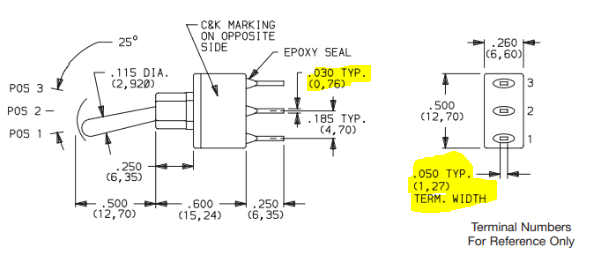 C&K MARKING
ON OPPOSITE
SIDE
EPOXY SEAL
25°
.115 DIA.
(2,920)
POS 3
POS 2
POS 1
.030 TYP.
(0,76)
.185 TYP.
(4,70)
.250
(6,35)
.500
(12,70)
.600
(15,24)
.250
(6,35)
.260
(6,60)
.500
(12,70)
3
2
1
.050 TYP.
(1,27)
TERM. WIDTH
Terminal Numbers
For Reference Only